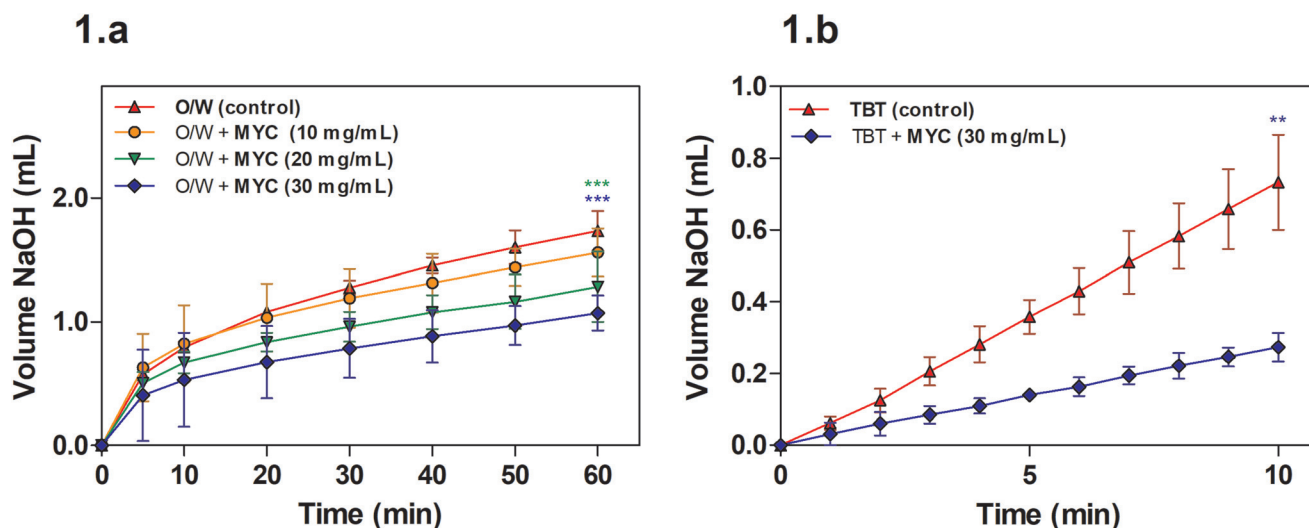 1.a
O/W (control)
O/W + MYC (10 mg/mL)
O/W + MYC (20 mg/mL)
O/W + MYC (30 mg/mL)
***
***
2.0
1.0
0.0
Volume NaOH (mL)
0 10 20 30 40 50 60
Time (min)
1.b
TBT (control)
TBT + MYC (30 mg/mL)
**
1.0
0.8
0.6
0.4
0.2
0.0
Volume NaOH (mL)
0 5 10
Time (min)